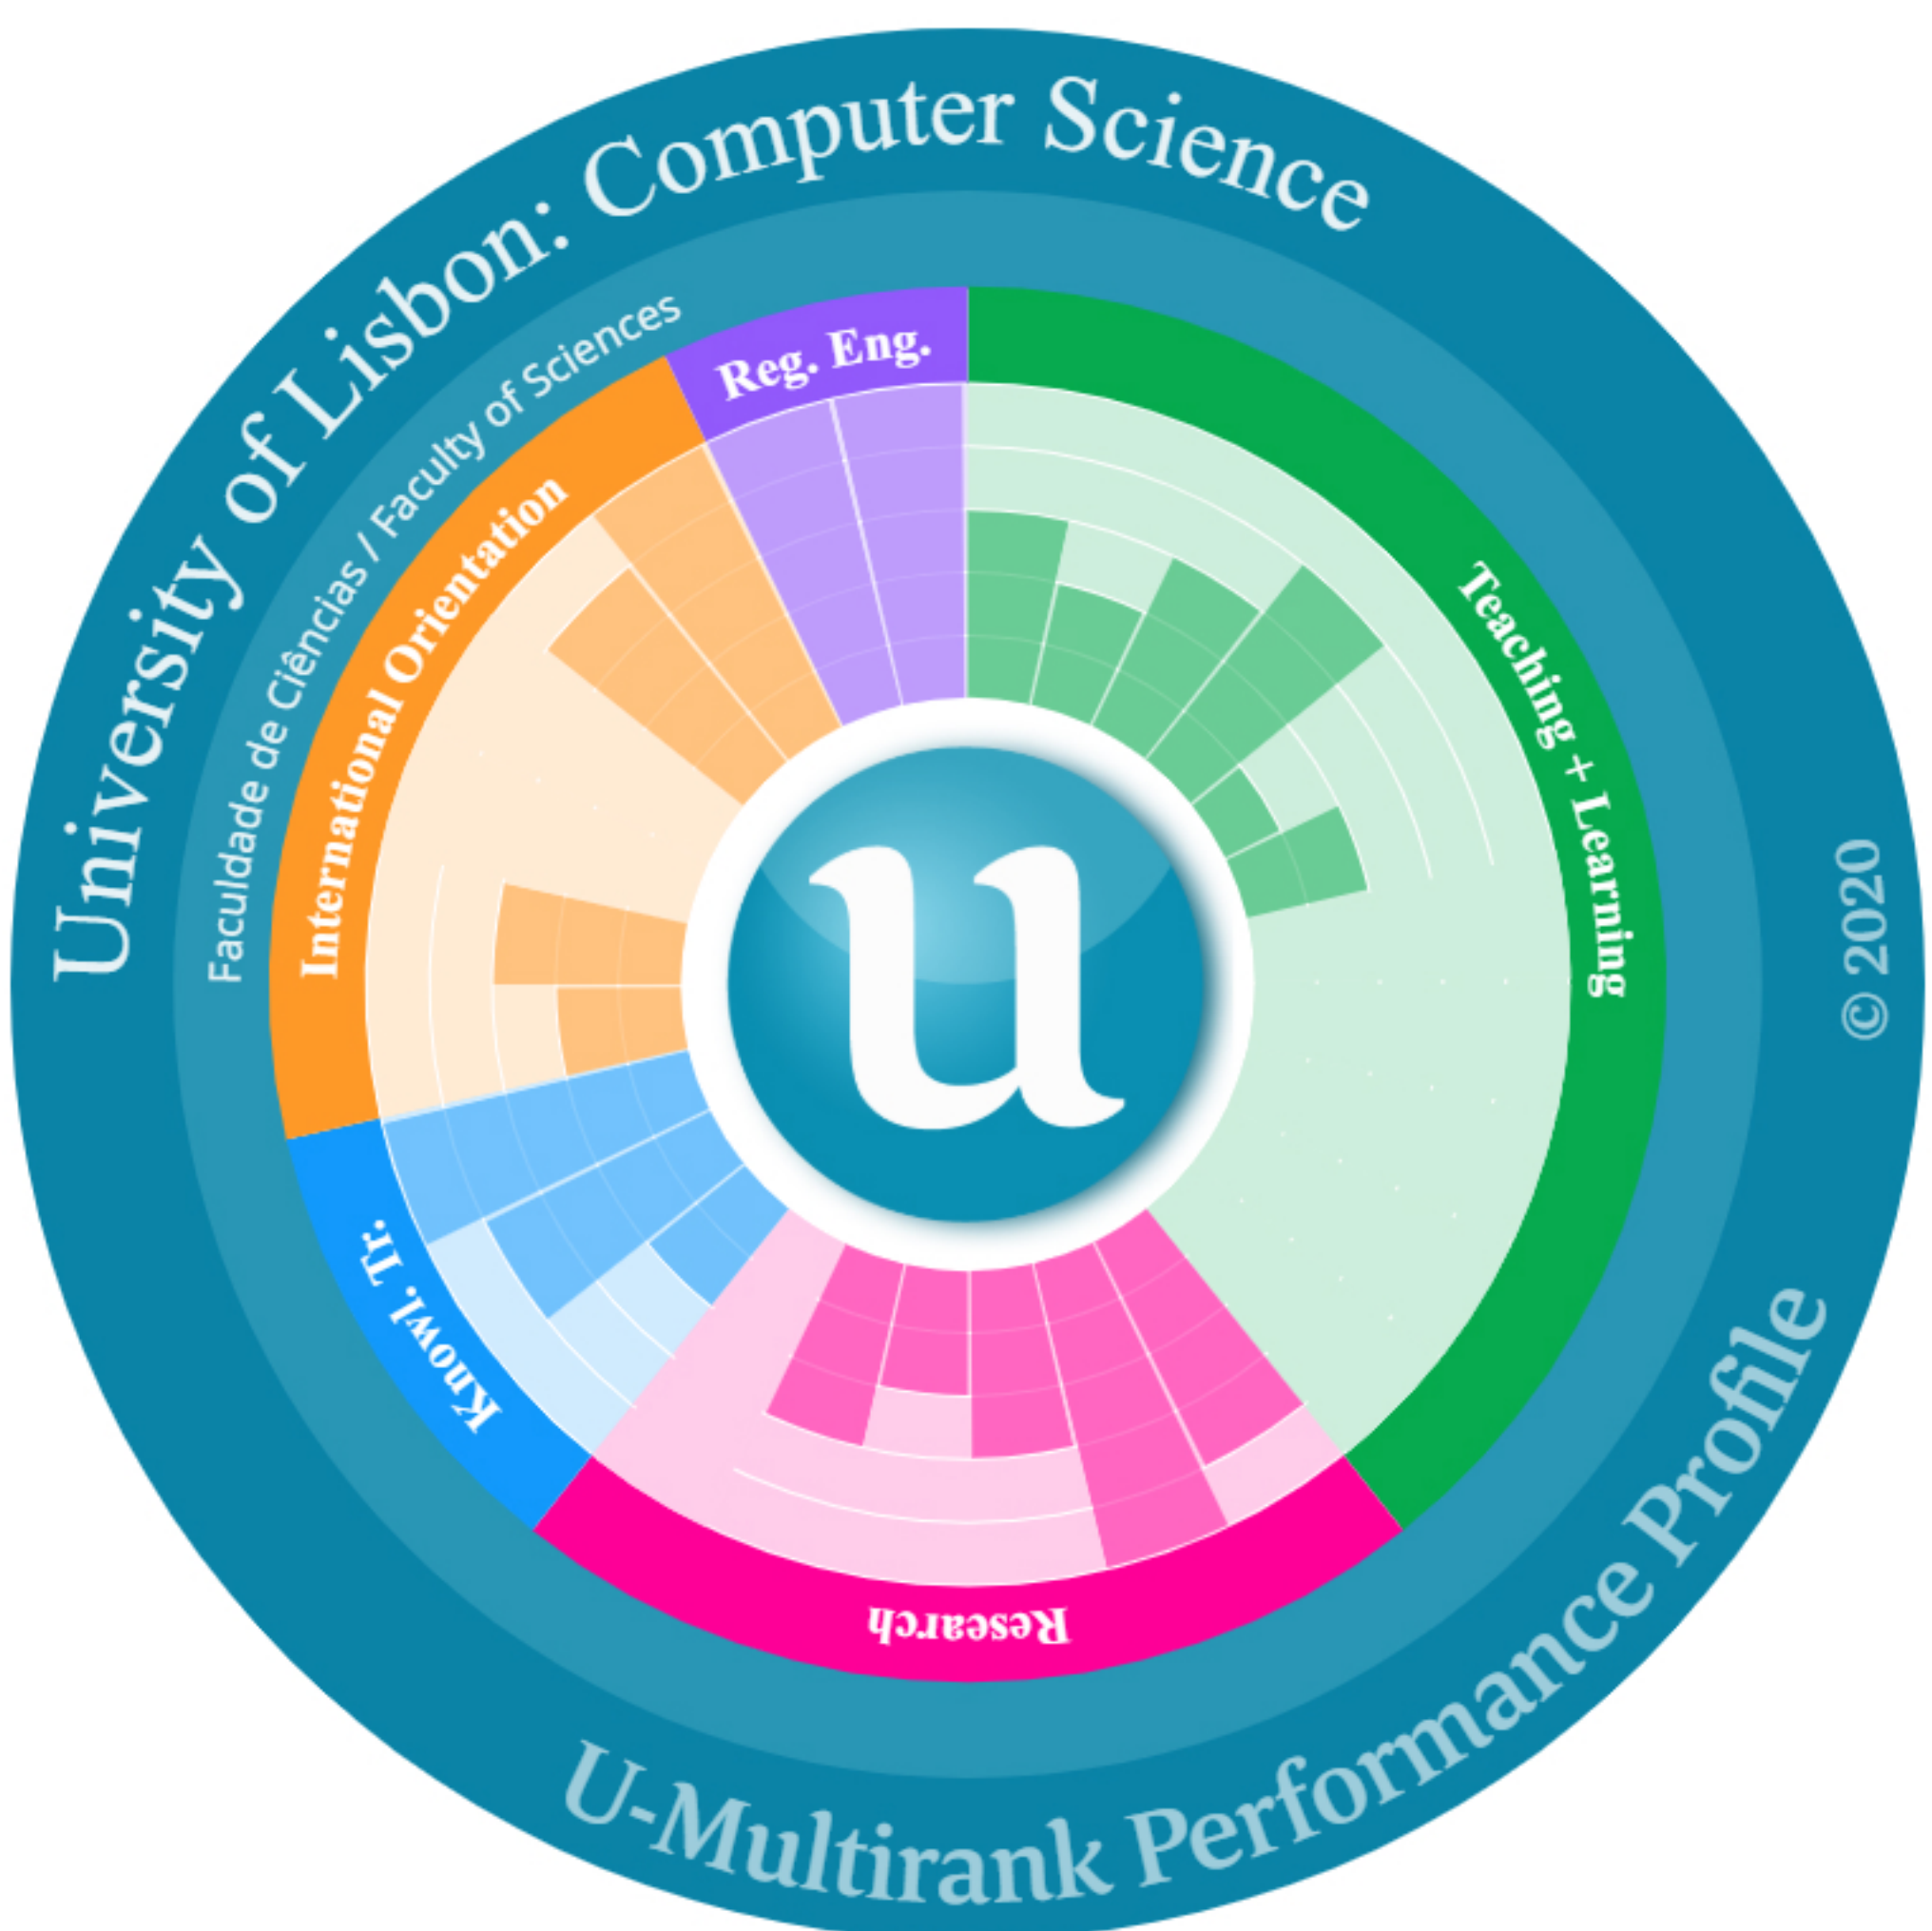 University of Lisbon: Computer Science
Faculdade de Ciências / Faculty of Sciences
Reg. Eng.
Teaching + Learning
Research
Knowl. Tr.
International Orientation
u
© 2020
U-Multirank Performance Profile